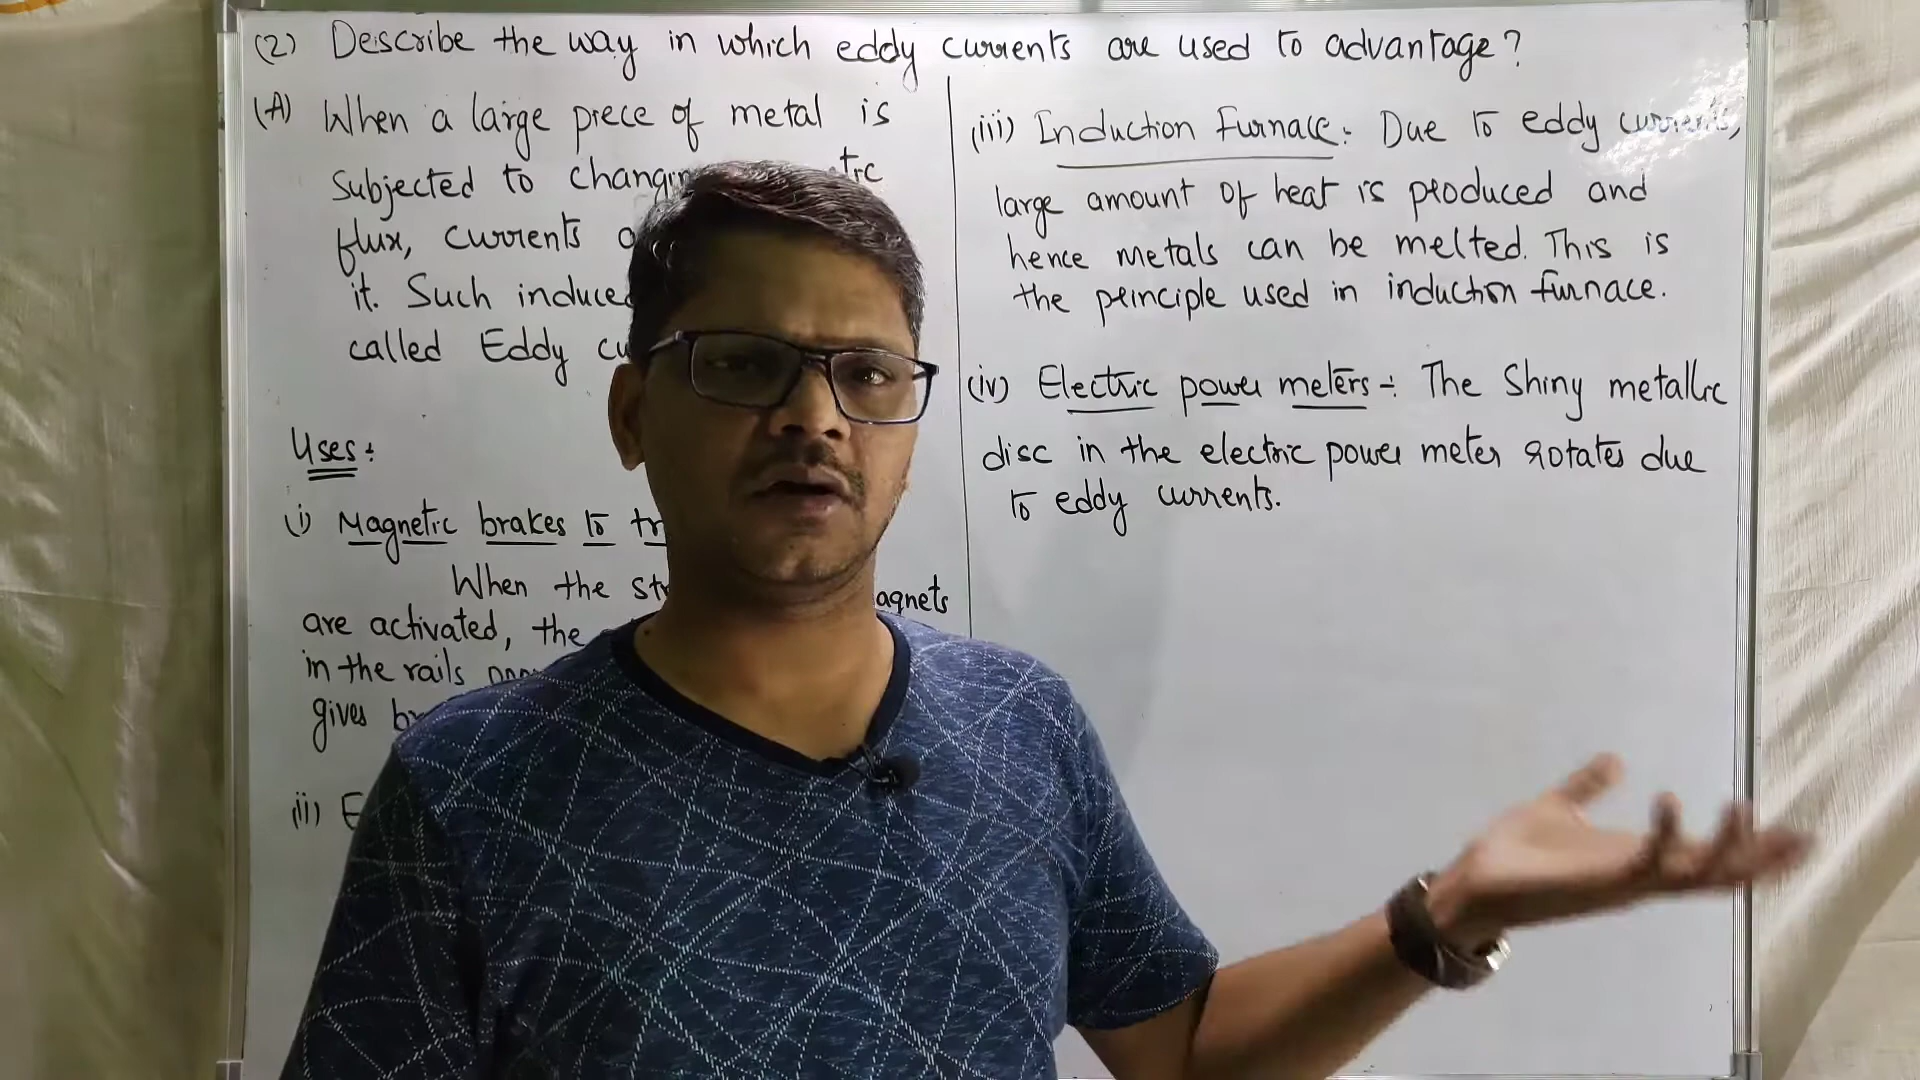 (2) Describe the way in which eddy currents are used to advantage?
(A) When a large piece of metal is
subjected to
flux, currents
it. Such
called Eddy
Uses:
(i) Magnetic brakes to
When the
are activated, the
in the rails
gives
(ii)
(iii) Induction Furnace: Due to eddy currents,
large amount of heat is produced and
hence metals can be melted. This is
the principle used in induction furnace.
(iv) Electric power meters:- The Shiny metallic
disc in the electric power meter rotates due
to eddy currents.